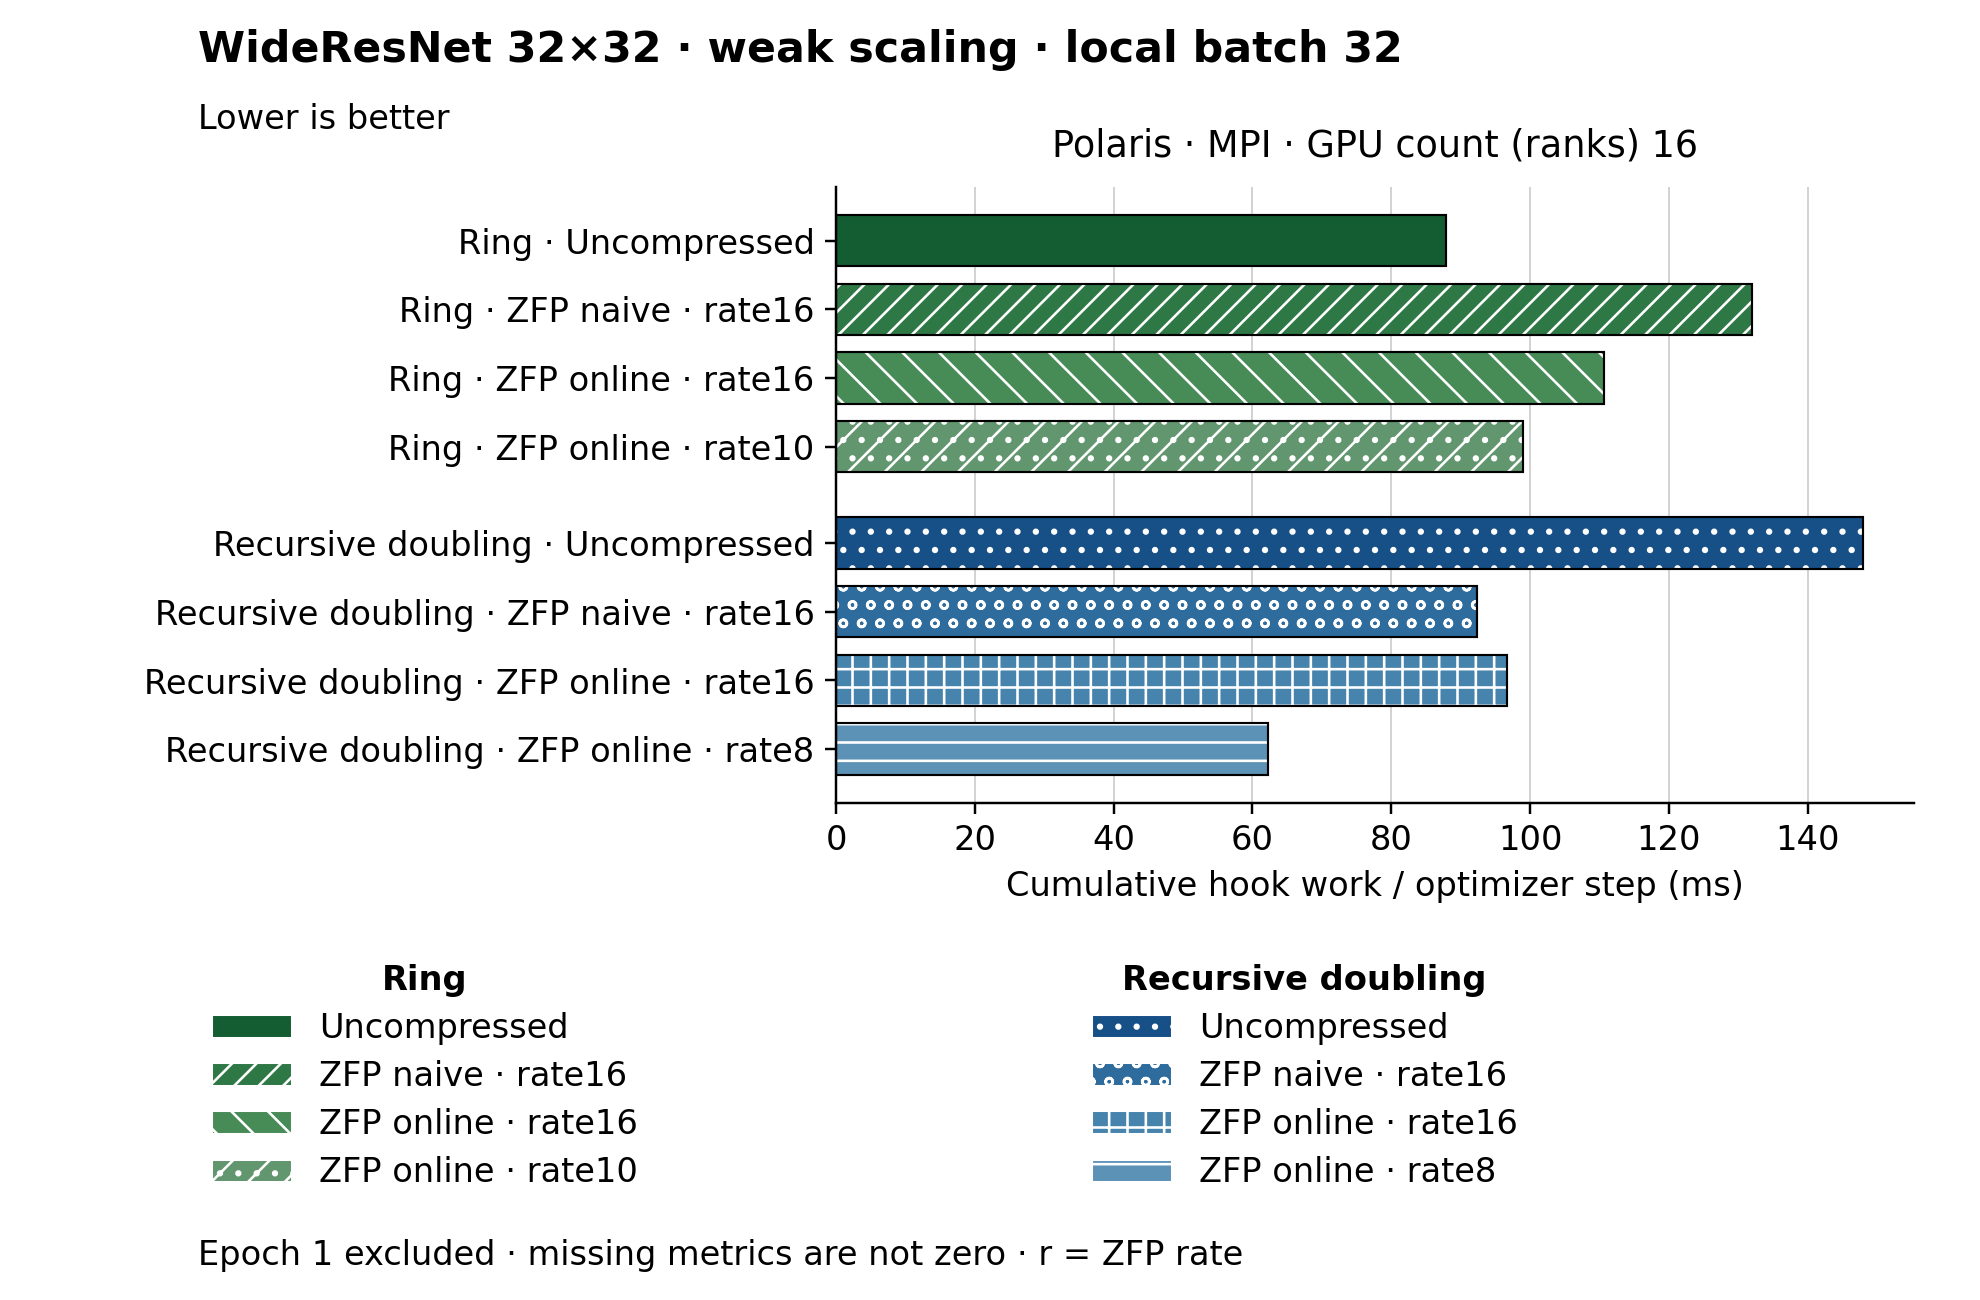 WideResNet 32×32 · weak scaling · local batch 32
Lower is better
Polaris · MPI · GPU count (ranks) 16
Ring · Uncompressed
Ring · ZFP naive · rate16
Ring · ZFP online · rate16
Ring · ZFP online · rate10
Recursive doubling · Uncompressed
Recursive doubling · ZFP naive · rate16
Recursive doubling · ZFP online · rate16
Recursive doubling · ZFP online · rate8
0 20 40 60 80 100 120 140
Cumulative hook work / optimizer step (ms)
Ring
Uncompressed
ZFP naive · rate16
ZFP online · rate16
ZFP online · rate10
Recursive doubling
Uncompressed
ZFP naive · rate16
ZFP online · rate16
ZFP online · rate8
Epoch 1 excluded · missing metrics are not zero · r = ZFP rate